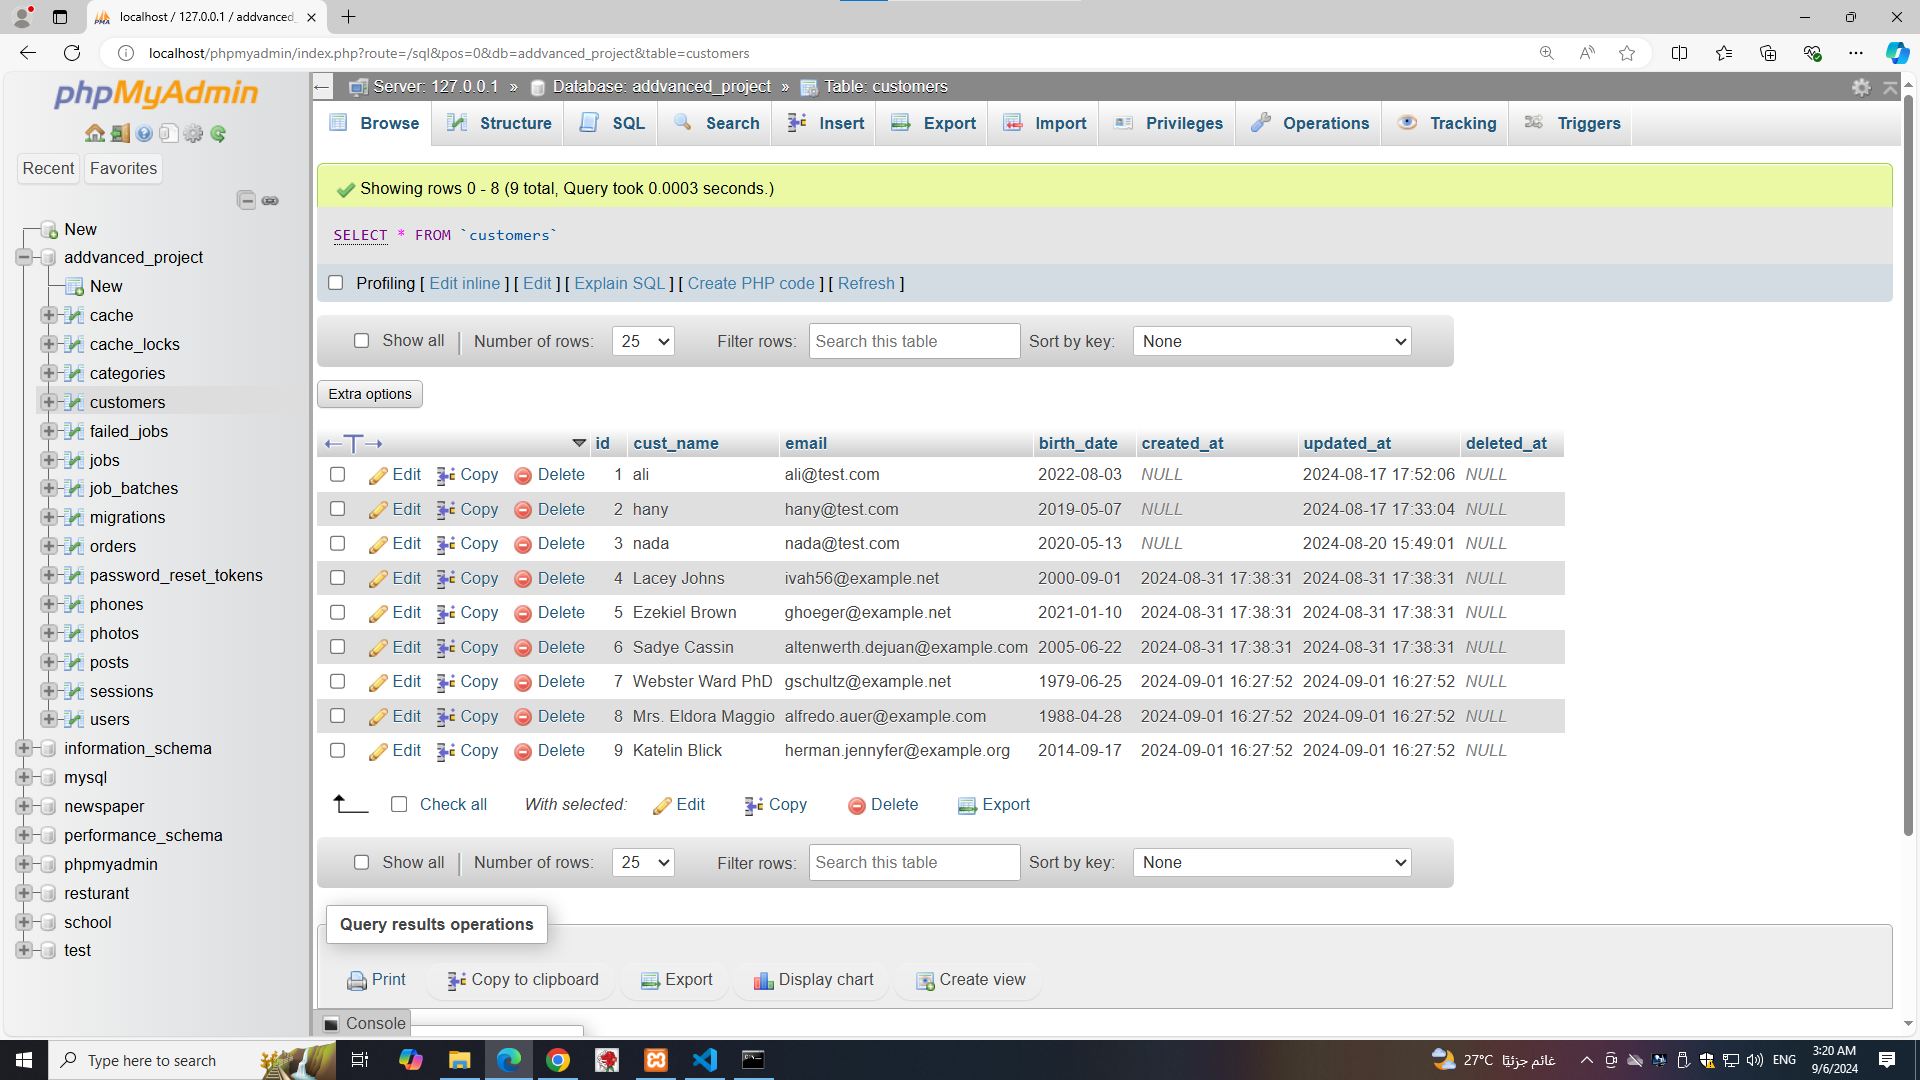 localhost / 127.0.0.1 / addvanced_
localhost/phpmyadmin/index.php?route=/sql&pos=0&db=addvanced_project&table=customers
phpMyAdmin
Recent Favorites
New
addvanced_project
New
cache
cache_locks
categories
customers
failed_jobs
jobs
job_batches
migrations
orders
password_reset_tokens
phones
photos
posts
sessions
users
information_schema
mysql
newspaper
performance_schema
phpmyadmin
resturant
school
test
Server: 127.0.0.1 » Database: addvanced_project » Table: customers
Browse Structure SQL Search Insert Export Import Privileges Operations Tracking Triggers
Showing rows 0 - 8 (9 total, Query took 0.0003 seconds.)
SELECT * FROM `customers`
Profiling [ Edit inline ] [ Edit ] [ Explain SQL ] [ Create PHP code ] [ Refresh ]
Show all Number of rows: 25 Filter rows: Search this table Sort by key: None
Extra options
←T→ id cust_name email birth_date created_at updated_at deleted_at
Edit Copy Delete 1 ali ali@test.com 2022-08-03 NULL 2024-08-17 17:52:06 NULL
Edit Copy Delete 2 hany hany@test.com 2019-05-07 NULL 2024-08-17 17:33:04 NULL
Edit Copy Delete 3 nada nada@test.com 2020-05-13 NULL 2024-08-20 15:49:01 NULL
Edit Copy Delete 4 Lacey Johns ivah56@example.net 2000-09-01 2024-08-31 17:38:31 2024-08-31 17:38:31 NULL
Edit Copy Delete 5 Ezekiel Brown ghoeger@example.net 2021-01-10 2024-08-31 17:38:31 2024-08-31 17:38:31 NULL
Edit Copy Delete 6 Sadye Cassin altenwerth.dejuan@example.com 2005-06-22 2024-08-31 17:38:31 2024-08-31 17:38:31 NULL
Edit Copy Delete 7 Webster Ward PhD gschultz@example.net 1979-06-25 2024-09-01 16:27:52 2024-09-01 16:27:52 NULL
Edit Copy Delete 8 Mrs. Eldora Maggio alfredo.auer@example.com 1988-04-28 2024-09-01 16:27:52 2024-09-01 16:27:52 NULL
Edit Copy Delete 9 Katelin Blick herman.jennyfer@example.org 2014-09-17 2024-09-01 16:27:52 2024-09-01 16:27:52 NULL
Check all With selected: Edit Copy Delete Export
Show all Number of rows: 25 Filter rows: Search this table Sort by key: None
Query results operations
Print Copy to clipboard Export Display chart Create view
Console
Type here to search
27°C غائم جزئيًا
ENG
3:20 AM
9/6/2024